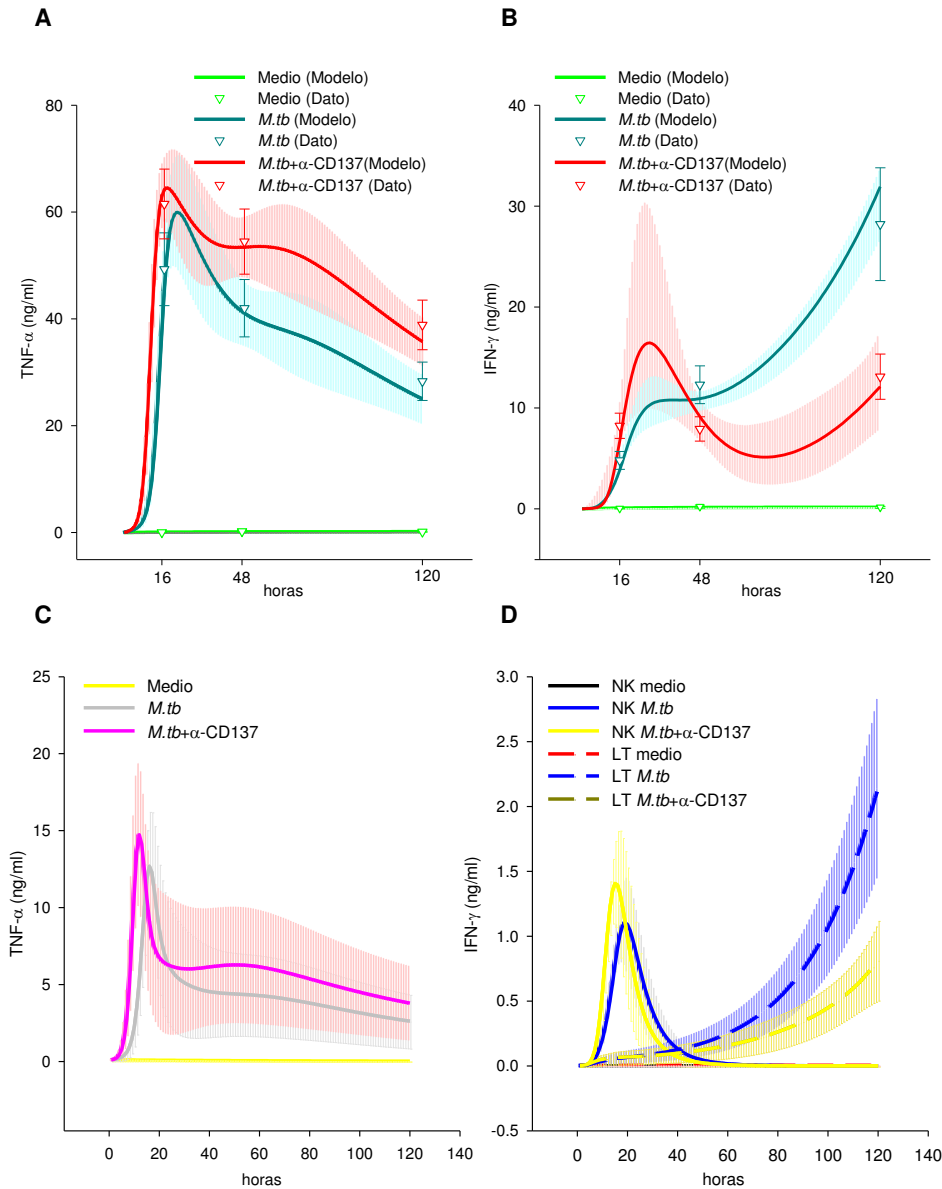 A
Medio (Modelo)
Medio (Dato)
M.tb (Modelo)
M.tb (Dato)
M.tb+α-CD137(Modelo)
M.tb+α-CD137 (Dato)
80
60
40
20
0
TNF-α (ng/ml)
16
48
120
horas
B
Medio (Modelo)
Medio (Dato)
M.tb (Modelo)
M.tb (Dato)
M.tb+α-CD137(Modelo)
M.tb+α-CD137 (Dato)
40
30
20
10
0
IFN-γ (ng/ml)
16
48
120
horas
C
Medio
M.tb
M.tb+α-CD137
25
20
15
10
5
0
TNF-α (ng/ml)
0
20
40
60
80
100
120
140
horas
D
NK medio
NK M.tb
NK M.tb+α-CD137
LT medio
LT M.tb
LT M.tb+α-CD137
3.0
2.5
2.0
1.5
1.0
0.5
0.0
-0.5
IFN-γ (ng/ml)
0
20
40
60
80
100
120
140
horas